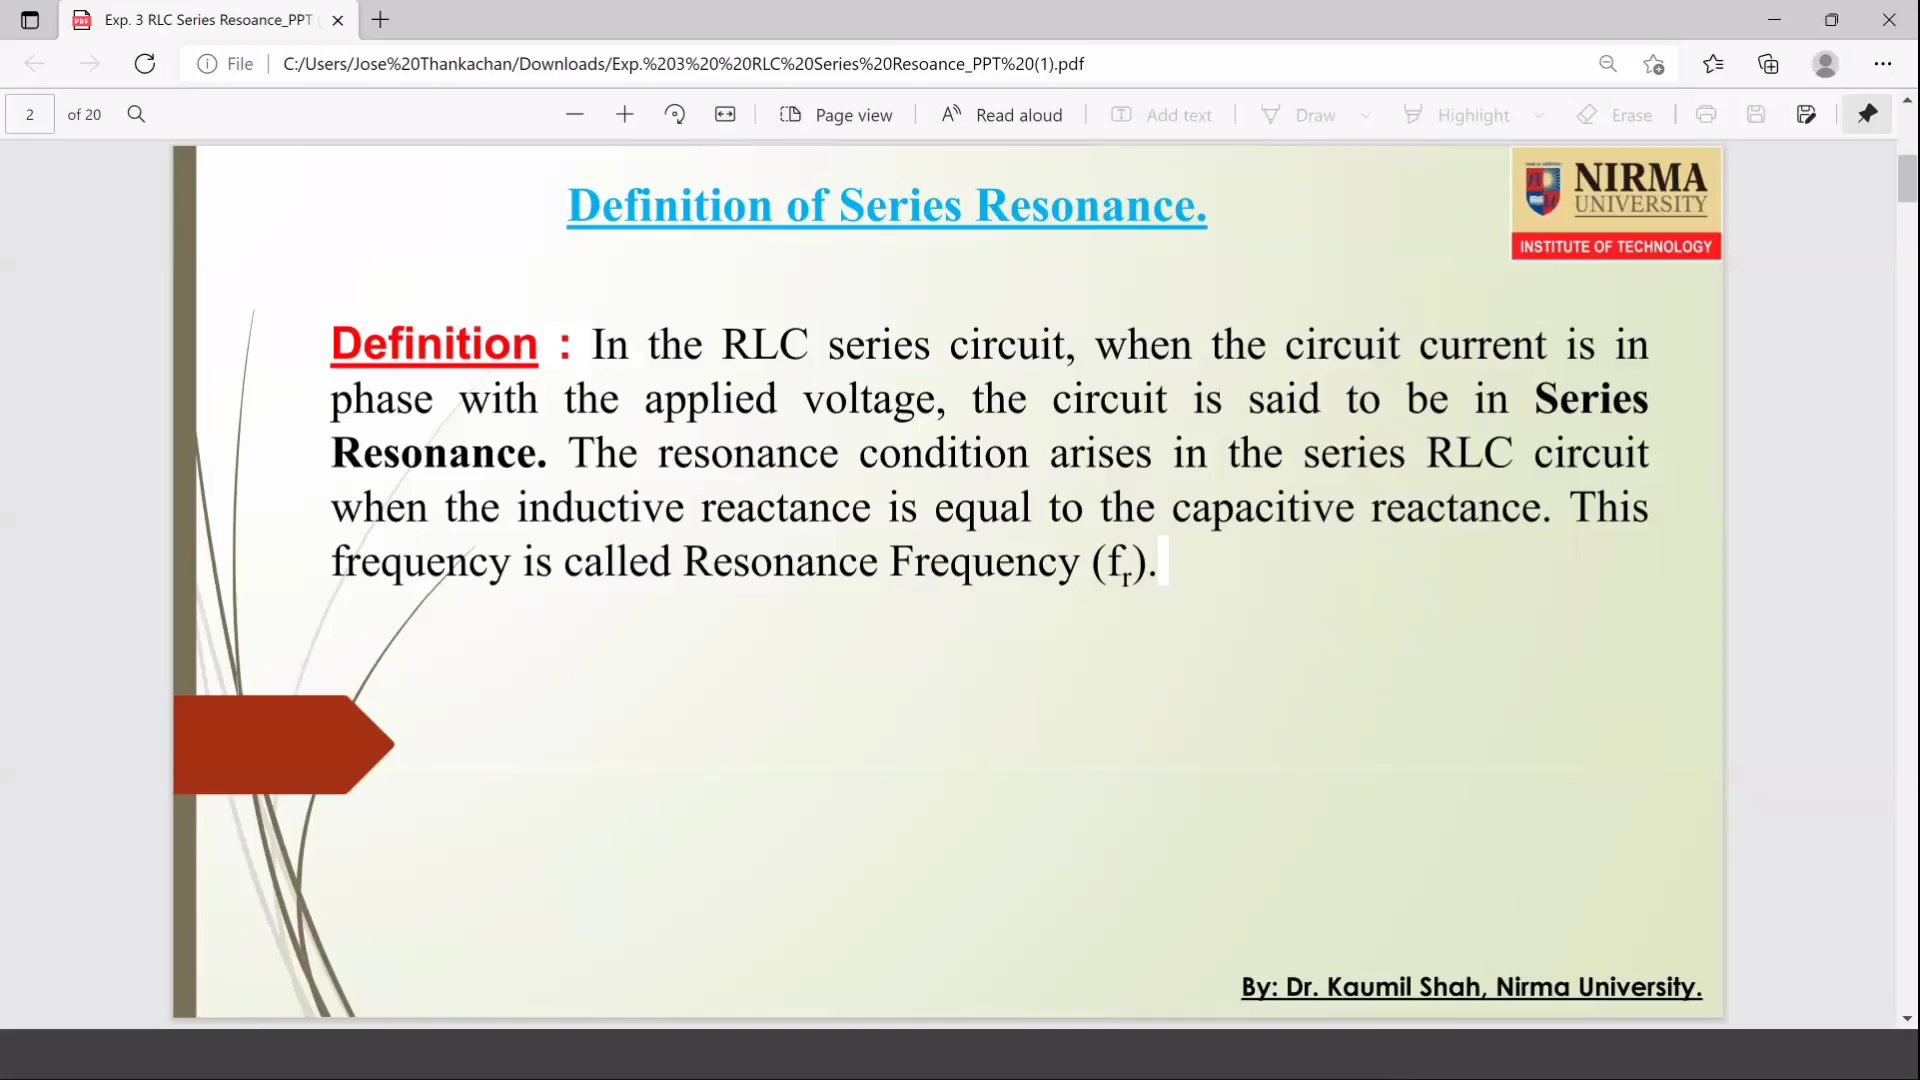 Exp. 3 RLC Series Resoance_PPT (
File
C:/Users/Jose%20Thankachan/Downloads/Exp.%203%20%20RLC%20Series%20Resoance_PPT%20(1).pdf
2 of 20
Page view
Read aloud
Add text
Draw
Highlight
Erase
Definition of Series Resonance.
NIRMA
UNIVERSITY
INSTITUTE OF TECHNOLOGY
Definition : In the RLC series circuit, when the circuit current is in
phase with the applied voltage, the circuit is said to be in Series
Resonance. The resonance condition arises in the series RLC circuit
when the inductive reactance is equal to the capacitive reactance. This
frequency is called Resonance Frequency (fr).
By: Dr. Kaumil Shah, Nirma University.